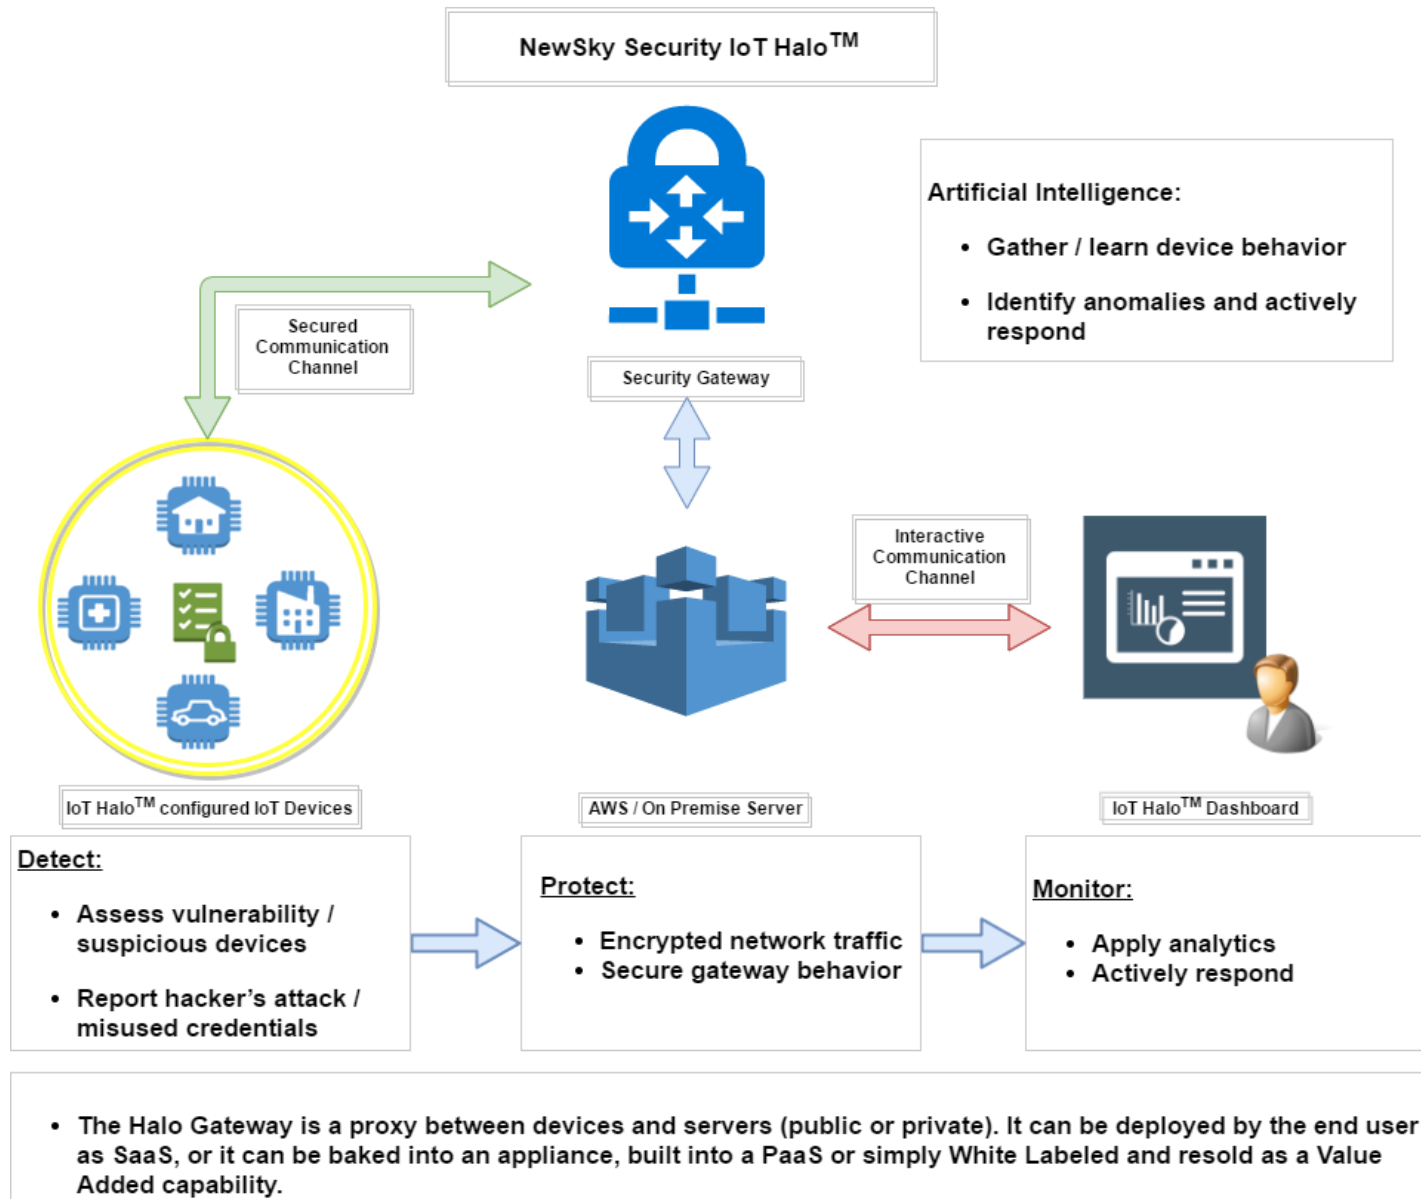 NewSky Security IoT Halo™
Artificial Intelligence:
• Gather / learn device behavior
• Identify anomalies and actively
respond
Secured
Communication
Channel
Security Gateway
Interactive
Communication
Channel
IoT Halo™ configured IoT Devices
AWS / On Premise Server
IoT Halo™ Dashboard
Detect:
• Assess vulnerability /
suspicious devices
• Report hacker’s attack /
misused credentials
Protect:
• Encrypted network traffic
• Secure gateway behavior
Monitor:
• Apply analytics
• Actively respond
• The Halo Gateway is a proxy between devices and servers (public or private). It can be deployed by the end user
as SaaS, or it can be baked into an appliance, built into a PaaS or simply White Labeled and resold as a Value
Added capability.